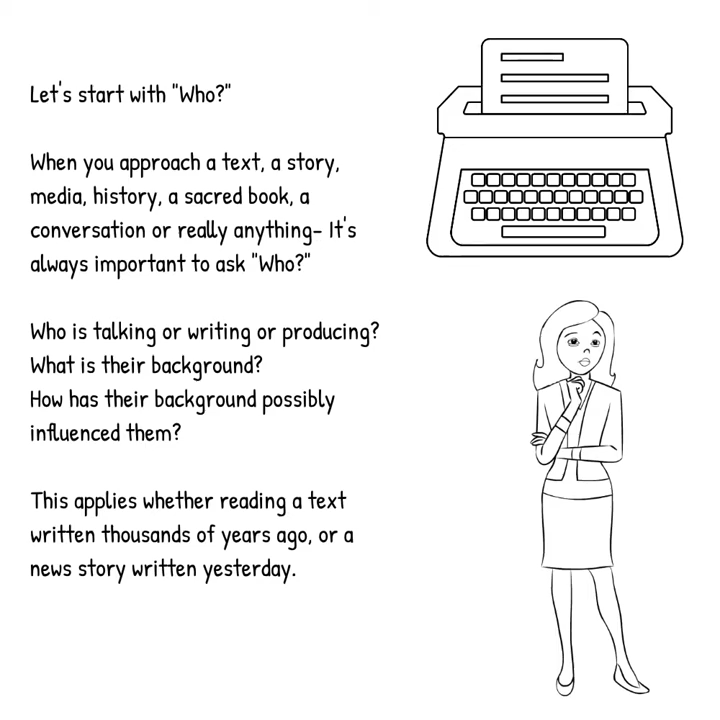 Let's start with "Who?"
When you approach a text, a story,
media, history, a sacred book, a
conversation or really anything- It's
always important to ask "Who?"
Who is talking or writing or producing?
What is their background?
How has their background possibly
influenced them?
This applies whether reading a text
written thousands of years ago, or a
news story written yesterday.